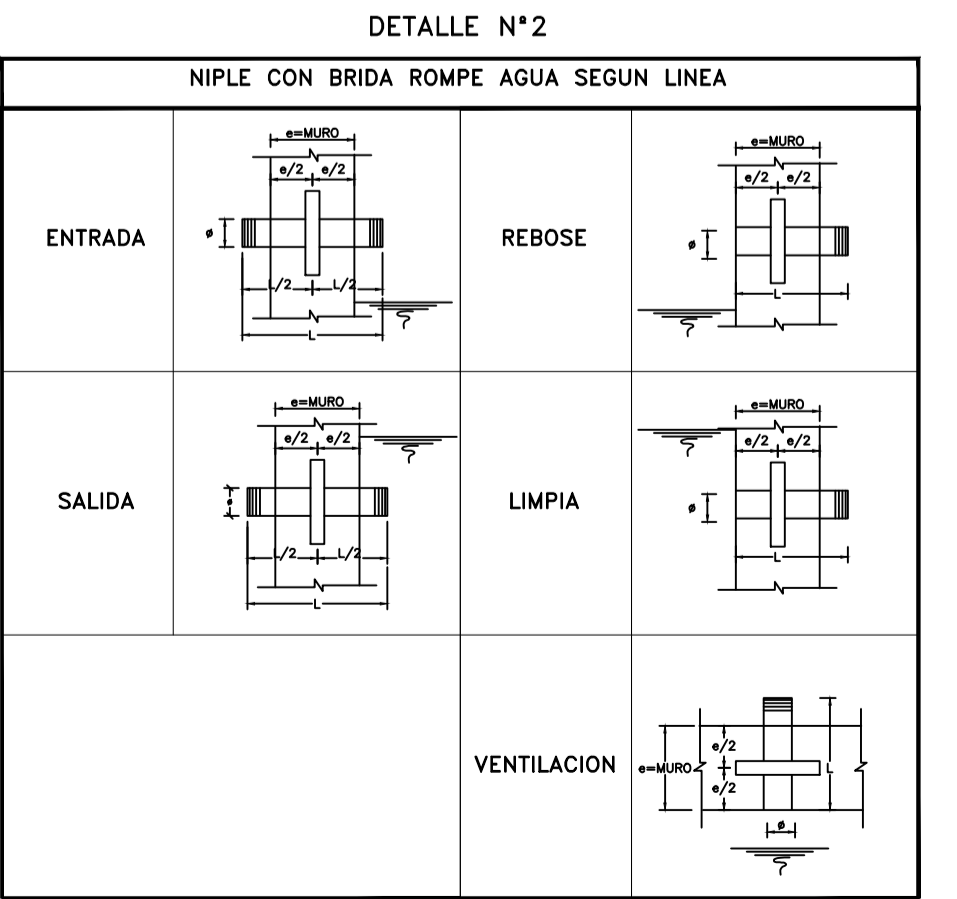 DETALLE Nº2
NIPLE CON BRIDA ROMPE AGUA SEGUN LINEA
ENTRADA
e=MURO
e/2 e/2
ø
L/2 L/2
L
REBOSE
e=MURO
e/2 e/2
ø
L
SALIDA
e=MURO
e/2 e/2
ø
L/2 L/2
L
LIMPIA
e=MURO
e/2 e/2
ø
L
VENTILACION
e/2
e=MURO
L
e/2
ø